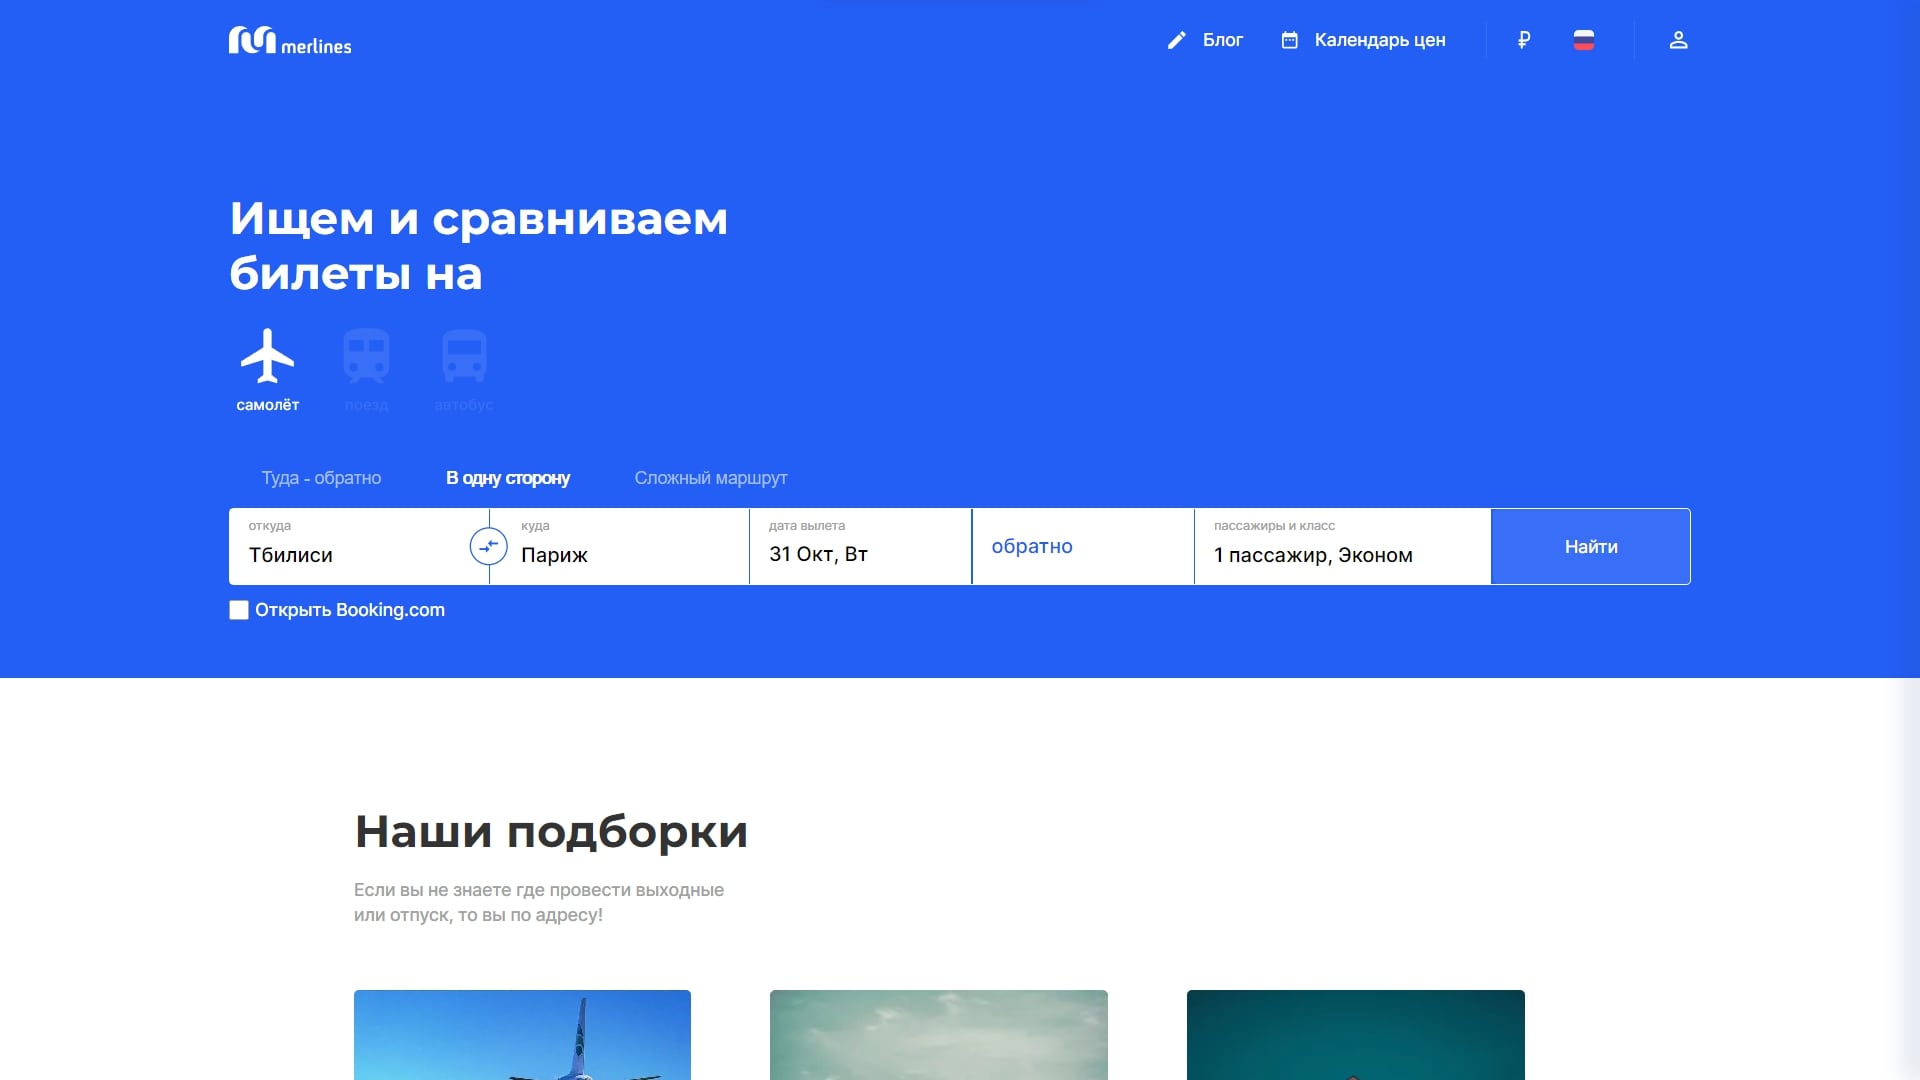 merlines
Блог
Календарь цен
₽
Ищем и сравниваем
билеты на
самолёт
поезд
автобус
Туда - обратно
В одну сторону
Сложный маршрут
откуда
Тбилиси
куда
Париж
дата вылета
31 Окт, Вт
обратно
пассажиры и класс
1 пассажир, Эконом
Найти
Открыть Booking.com
Наши подборки
Если вы не знаете где провести выходные
или отпуск, то вы по адресу!